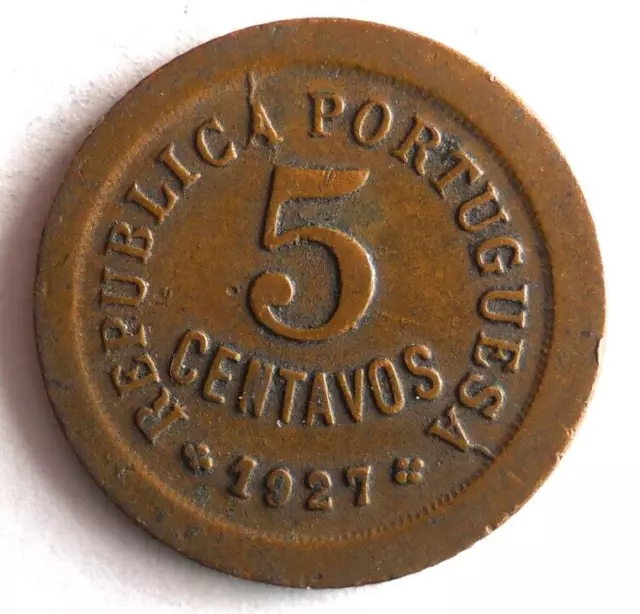 REPUBLICA PORTUGUESA
5
CENTAVOS
1927